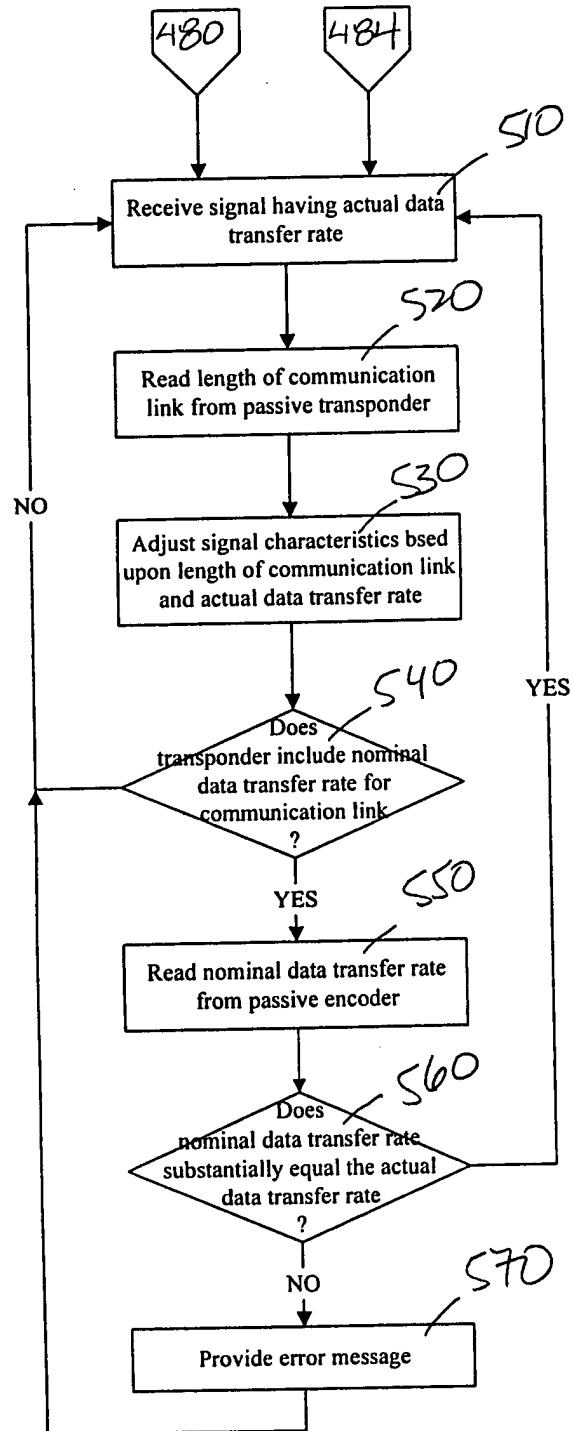 480
484
510
Receive signal having actual data
transfer rate
520
Read length of communication
link from passive transponder
530
NO
Adjust signal characteristics bsed
upon length of communication link
and actual data transfer rate
540
YES
Does
transponder include nominal
data transfer rate for
communication link
?
YES
550
Read nominal data transfer rate
from passive encoder
560
Does
nominal data transfer rate
substantially equal the actual
data transfer rate
?
NO
570
Provide error message